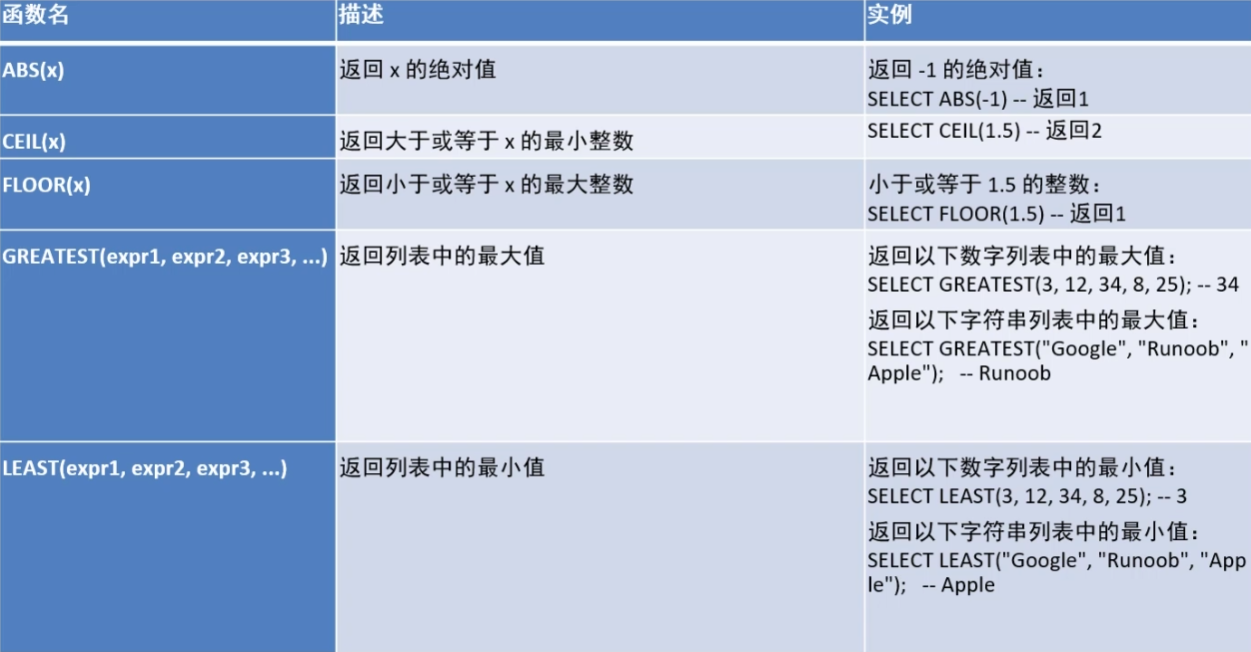 函数名 描述 实例
ABS(x) 返回 x 的绝对值 返回 -1 的绝对值：
SELECT ABS(-1) -- 返回1
CEIL(x) 返回大于或等于 x 的最小整数 SELECT CEIL(1.5) -- 返回2
FLOOR(x) 返回小于或等于 x 的最大整数 小于或等于 1.5 的整数：
SELECT FLOOR(1.5) -- 返回1
GREATEST(expr1, expr2, expr3, ...) 返回列表中的最大值 返回以下数字列表中的最大值：
SELECT GREATEST(3, 12, 34, 8, 25); -- 34
返回以下字符串列表中的最大值：
SELECT GREATEST("Google", "Runoob", "
Apple"); -- Runoob
LEAST(expr1, expr2, expr3, ...) 返回列表中的最小值 返回以下数字列表中的最小值：
SELECT LEAST(3, 12, 34, 8, 25); -- 3
返回以下字符串列表中的最小值：
SELECT LEAST("Google", "Runoob", "App
le"); -- Apple